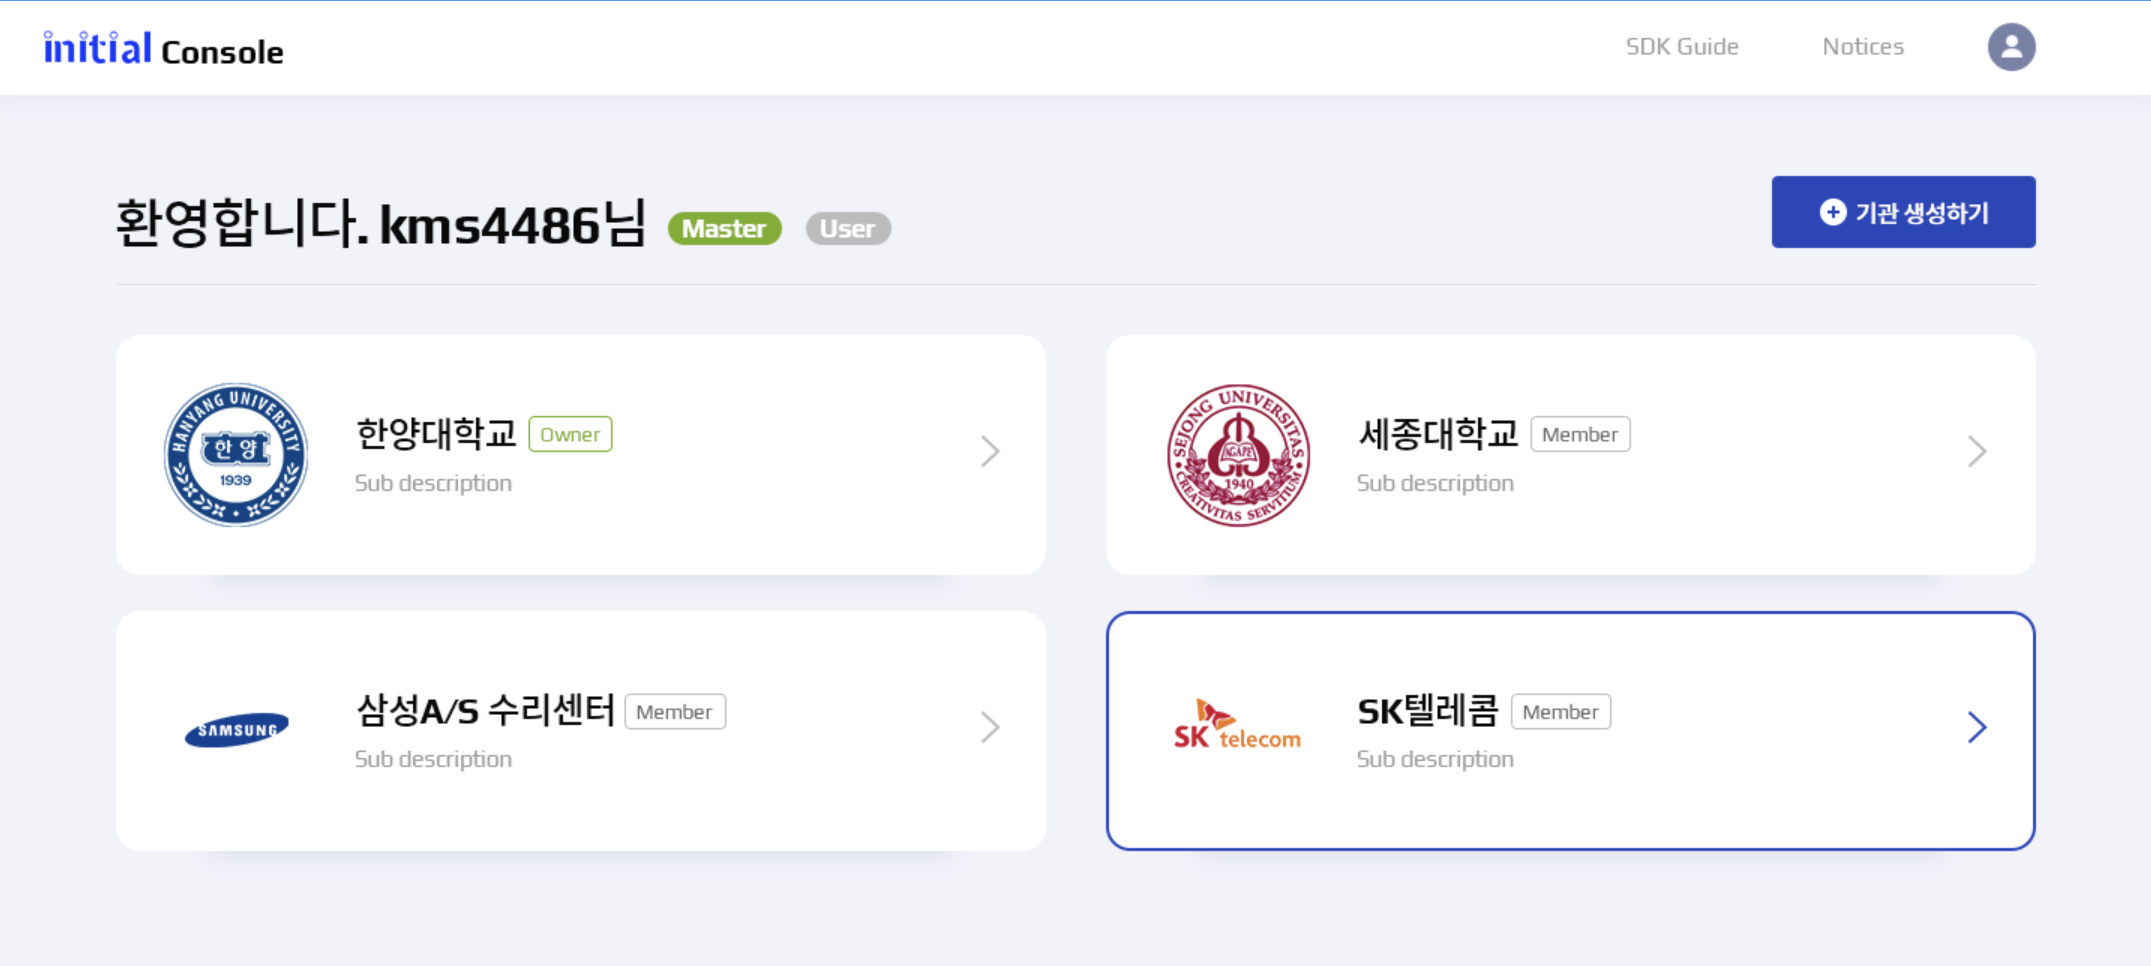 initial Console
SDK Guide
Notices
환영합니다. kms4486님
Master
User
기관 생성하기
HANYANG UNIVERSITY
한양
1939
한양대학교
Owner
Sub description
SEJONG UNIVERSITAS
AGAPE
1940
CREATIVITAS SERVITIUM
세종대학교
Member
Sub description
SAMSUNG
삼성A/S 수리센터
Member
Sub description
SK telecom
SK텔레콤
Member
Sub description